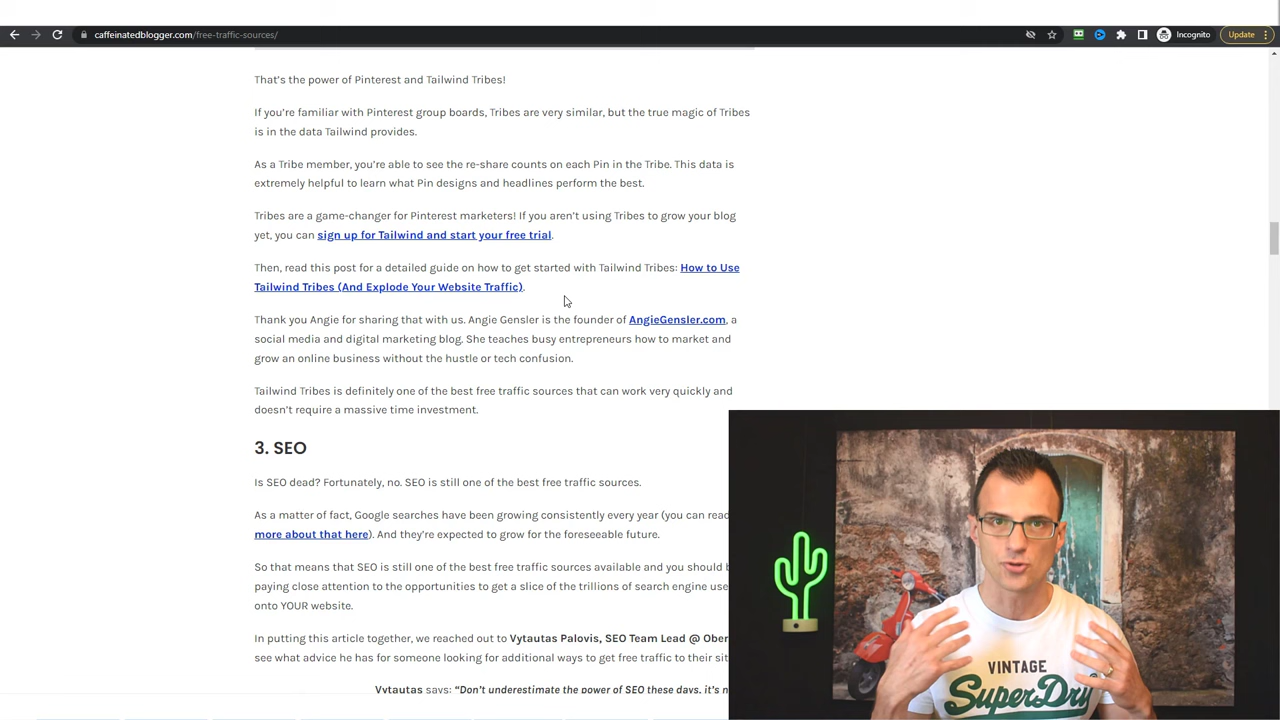 caffeinatedblogger.com/free-traffic-sources/
Incognito
Update
That's the power of Pinterest and Tailwind Tribes!
If you're familiar with Pinterest group boards, Tribes are very similar, but the true magic of Tribes
is in the data Tailwind provides.
As a Tribe member, you're able to see the re-share counts on each Pin in the Tribe. This data is
extremely helpful to learn what Pin designs and headlines perform the best.
Tribes are a game-changer for Pinterest marketers! If you aren't using Tribes to grow your blog
yet, you can sign up for Tailwind and start your free trial.
Then, read this post for a detailed guide on how to get started with Tailwind Tribes: How to Use
Tailwind Tribes (And Explode Your Website Traffic).
Thank you Angie for sharing that with us. Angie Gensler is the founder of AngieGensler.com, a
social media and digital marketing blog. She teaches busy entrepreneurs how to market and
grow an online business without the hustle or tech confusion.
Tailwind Tribes is definitely one of the best free traffic sources that can work very quickly and
doesn't require a massive time investment.
3. SEO
Is SEO dead? Fortunately, no. SEO is still one of the best free traffic sources.
As a matter of fact, Google searches have been growing consistently every year (you can read
more about that here). And they're expected to grow for the foreseeable future.
So that means that SEO is still one of the best free traffic sources available and you should
paying close attention to the opportunities to get a slice of the trillions of search engine
onto YOUR website.
In putting this article together, we reached out to Vytautas Palovis, SEO Team Lead @
see what advice he has for someone looking for additional ways to get free traffic to their
Vytautas says: "Don't underestimate the power of SEO these days, it's
VINTAGE
SuperDry